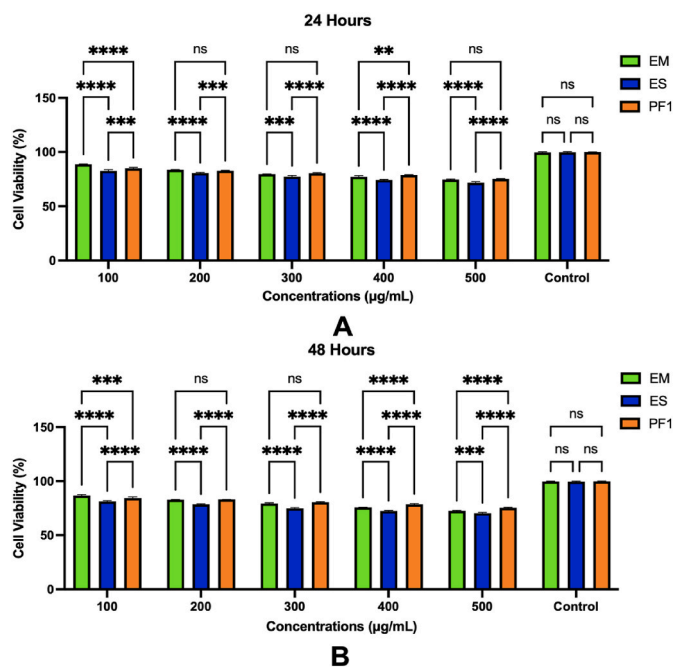 24 Hours
**** ns ns ** ns
EM
ES
PF1
**** *** **** **** ****
ns
*** **** *** **** ****
ns ns
Cell Viability (%)
150
100
50
0
100 200 300 400 500 Control
Concentrations (µg/mL)
A
48 Hours
*** ns ns **** ****
EM
ES
PF1
**** **** **** **** ****
ns
**** **** **** **** ***
ns ns
Cell Viability (%)
150
100
50
0
100 200 300 400 500 Control
Concentrations (µg/mL)
B